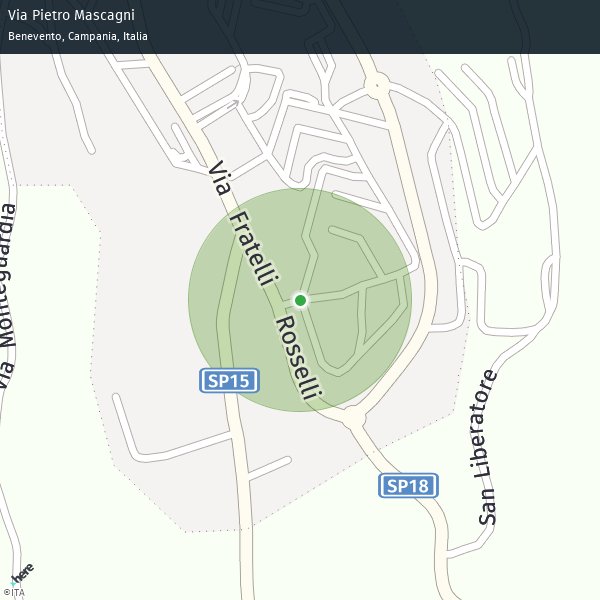 Via Pietro Mascagni
Benevento, Campania, Italia
Via Fratelli Rosselli
Via Monteguardia
SP15
San Liberatore
SP18
here
©ITA